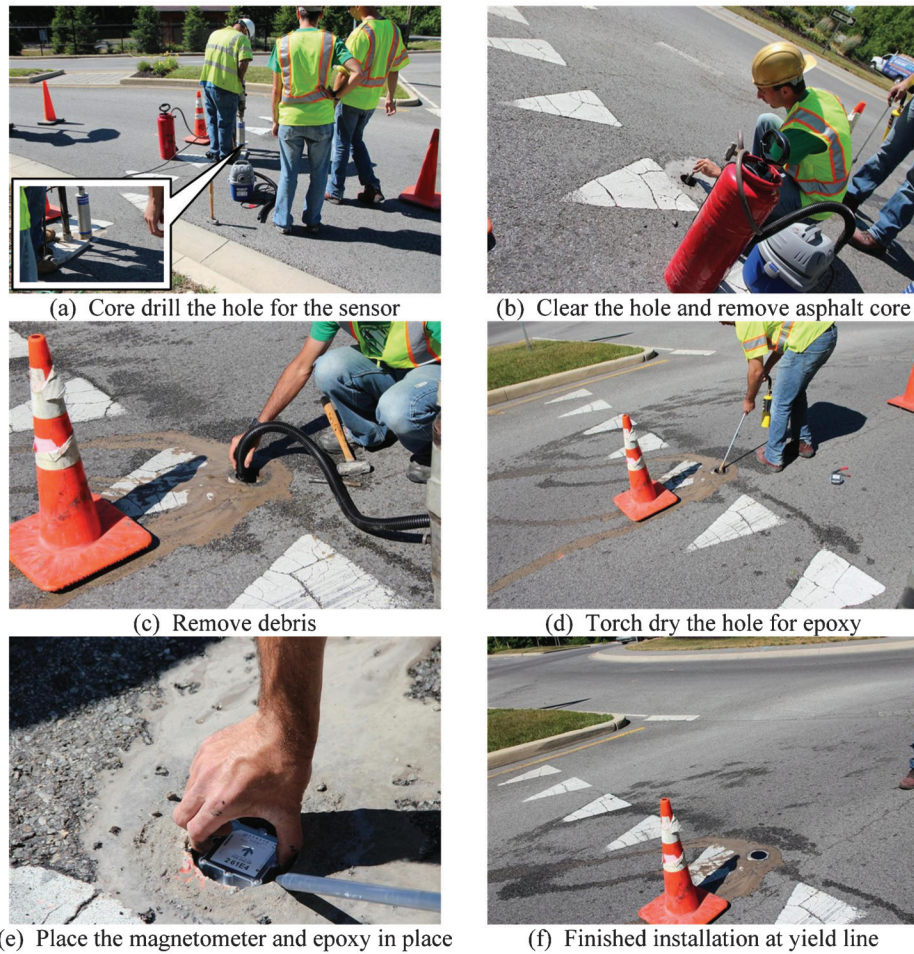 (a) Core drill the hole for the sensor
(b) Clear the hole and remove asphalt core
(c) Remove debris
(d) Torch dry the hole for epoxy
261E4
(e) Place the magnetometer and epoxy in place
(f) Finished installation at yield line